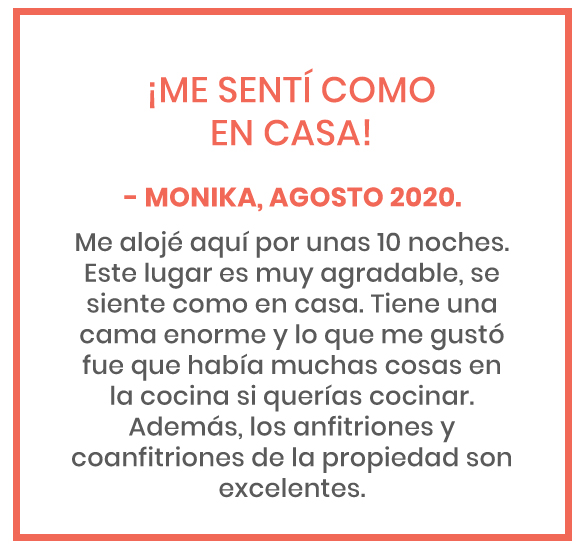 ¡ME SENTÍ COMO
EN CASA!
- MONIKA, AGOSTO 2020.
Me alojé aquí por unas 10 noches.
Este lugar es muy agradable, se
siente como en casa. Tiene una
cama enorme y lo que me gustó
fue que había muchas cosas en
la cocina si querías cocinar.
Además, los anfitriones y
coanfitriones de la propiedad son
excelentes.